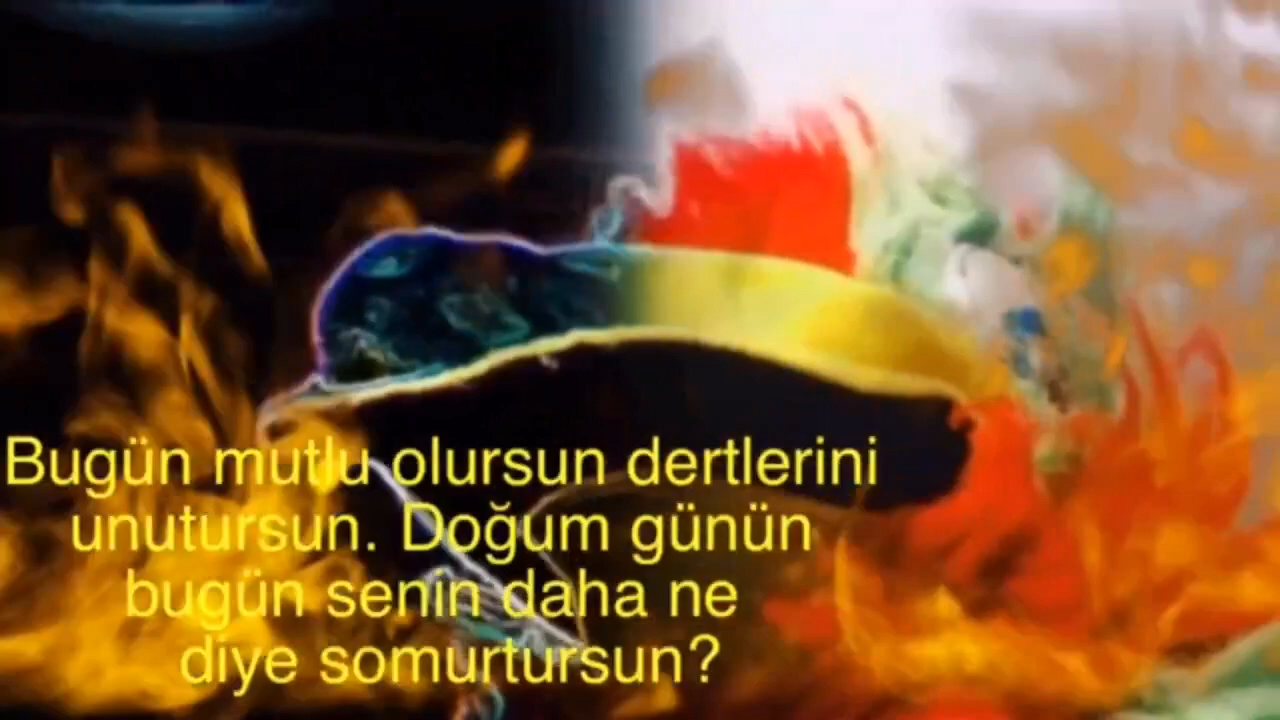 Bugün mutlu olursun dertlerini
unutursun. Doğum günün
bugün senin daha ne
diye somurtursun?